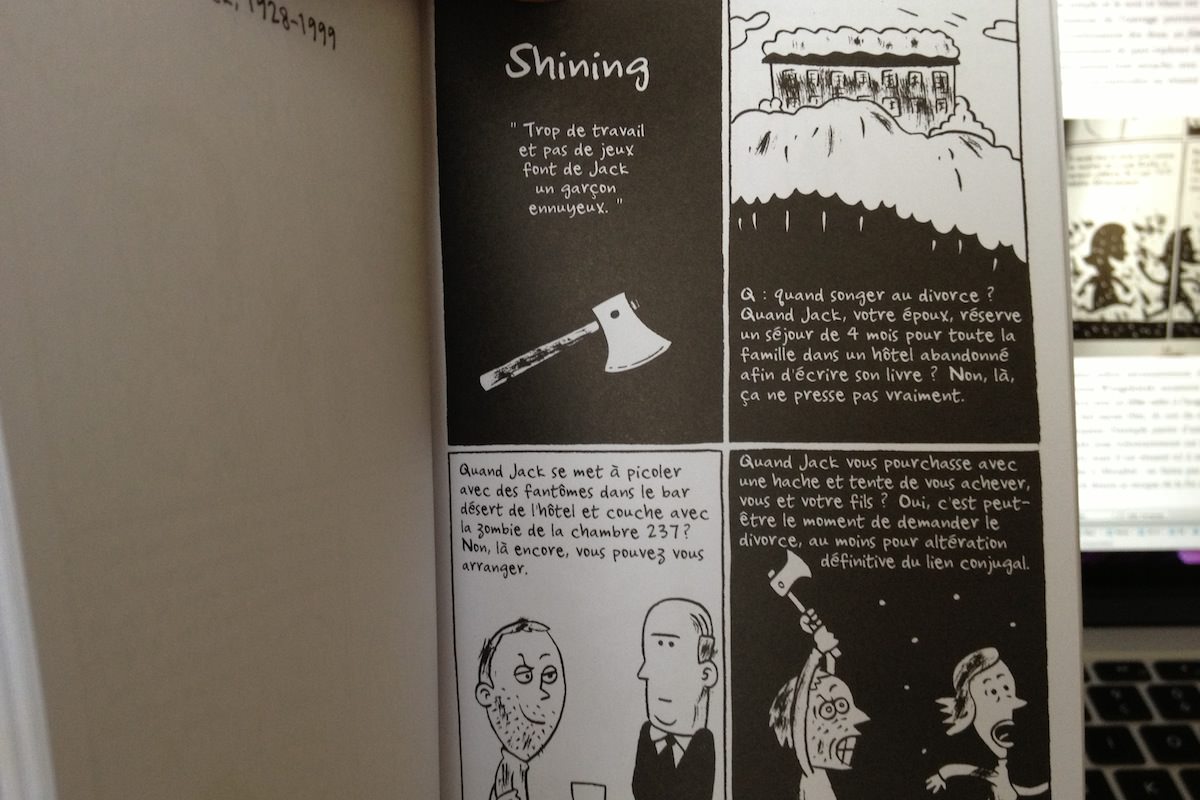 1928-1999
Shining
" Trop de travail
et pas de jeux
font de Jack
un garçon
ennuyeux. "
Q : quand songer au divorce ?
Quand Jack, votre époux, réserve
un séjour de 4 mois pour toute la
famille dans un hôtel abandonné
afin d'écrire son livre ? Non, là,
ça ne presse pas vraiment.
Quand Jack se met à picoler
avec des fantômes dans le bar
désert de l'hôtel et couche avec
la zombie de la chambre 237?
Non, là encore, vous pouvez vous
arranger.
Quand Jack vous pourchasse avec
une hache et tente de vous achever,
vous et votre fils ? Oui, c'est peut-
être le moment de demander le
divorce, au moins pour altération
définitive du lien conjugal.